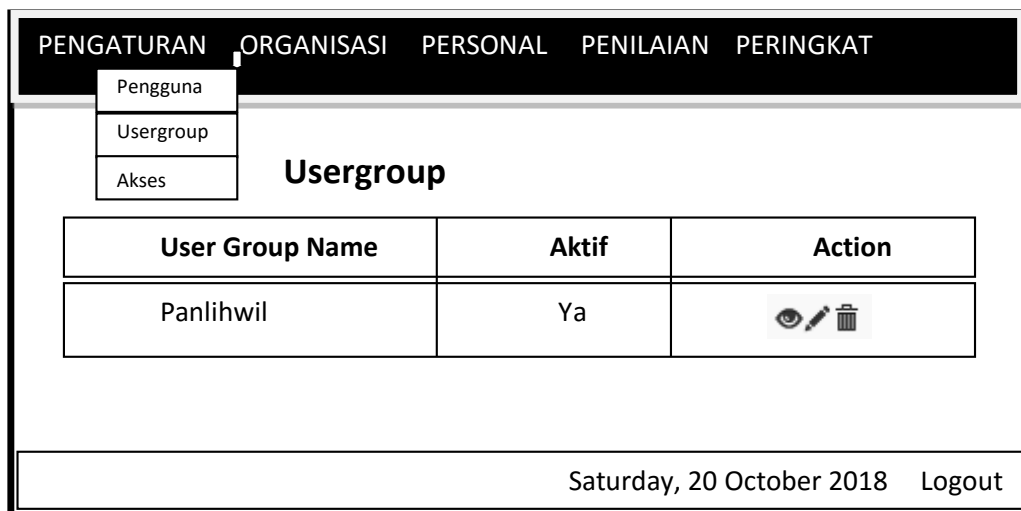 PENGATURAN ORGANISASI PERSONAL PENILAIAN PERINGKAT
Pengguna
Usergroup
Akses
Usergroup
User Group Name Aktif Action
Panlihwil Ya
Saturday, 20 October 2018 Logout